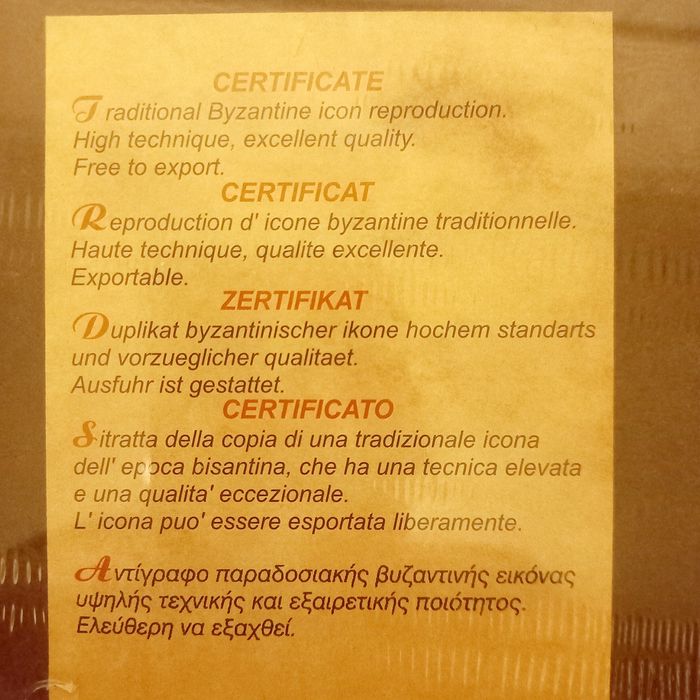 CERTIFICATE
Traditional Byzantine icon reproduction.
High technique, excellent quality.
Free to export.
CERTIFICAT
Reproduction d' icone byzantine traditionnelle.
Haute technique, qualite excellente.
Exportable.
ZERTIFIKAT
Duplikat byzantinischer ikone hochem standarts
und vorzueglicher qualitaet.
Ausfuhr ist gestattet.
CERTIFICATO
Sitratta della copia di una tradizionale icona
dell' epoca bisantina, che ha una tecnica elevata
e una qualita' eccezionale.
L' icona puo' essere esportata liberamente.
Αντίγραφο παραδοσιακής βυζαντινής εικόνας
υψηλής τεχνικής και εξαιρετικής ποιότητος.
Ελεύθερη να εξαχθεί.